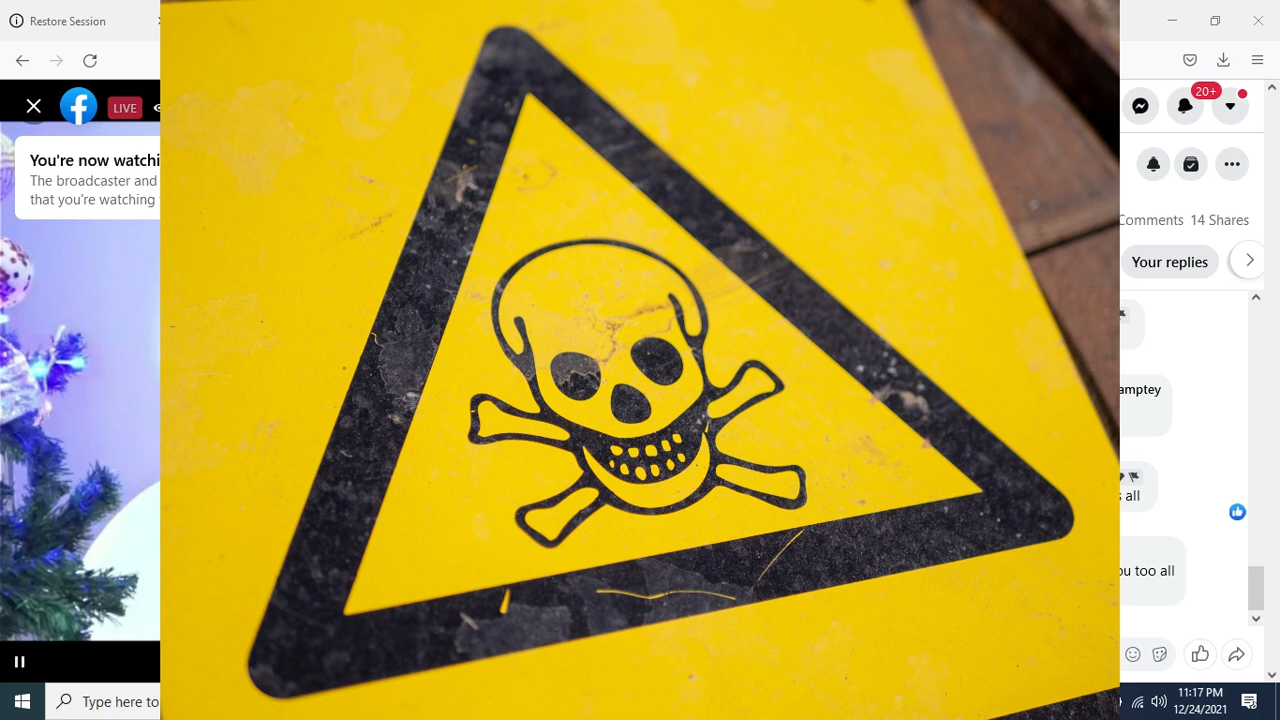 Restore Session
LIVE
You're now watchi
The broadcaster and
that you're watching
20+
Comments 14 Shares
Your replies
amptey
all
ou too all
Type here to
11:17 PM
12/24/2021